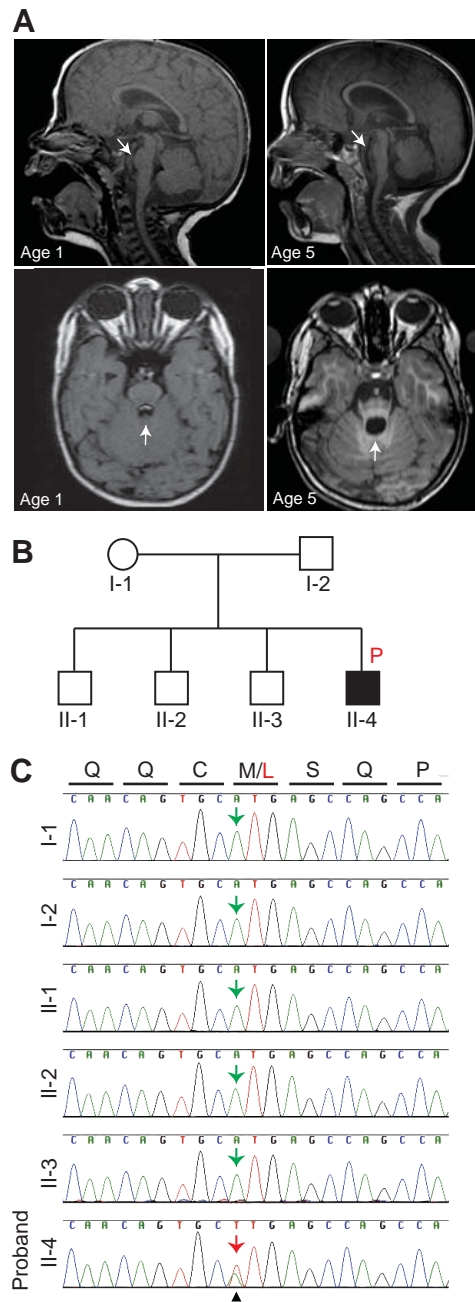 A
Age 1
Age 5
Age 1
Age 5
B
I-1
I-2
P
II-1
II-2
II-3
II-4
C
Q Q C M/L S Q P
C A A C A G T G C A T G A G C C A G C C A
I-1
C A A C A G T G C A T G A G C C A G C C A
I-2
C A A C A G T G C A T G A G C C A G C C A
II-1
C A A C A G T G C A T G A G C C A G C C A
II-2
C A A C A G T G C A T G A G C C A G C C A
II-3
C A A C A G T G C T T G A G C C A G C C A
Proband
II-4